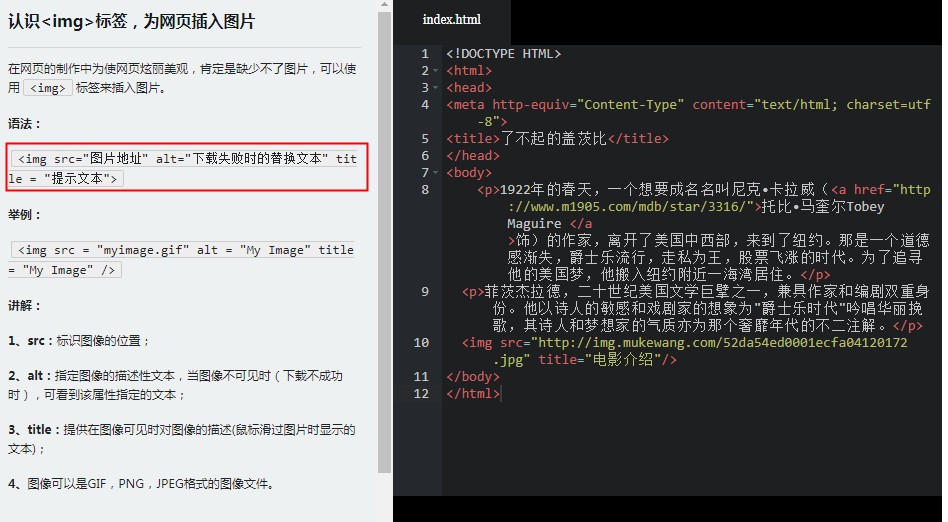 认识<img>标签，为网页插入图片
在网页的制作中为使网页炫丽美观，肯定是缺少不了图片，可以使
用 <img> 标签来插入图片。
语法：
<img src="图片地址" alt="下载失败时的替换文本" tit
le = "提示文本">
举例：
<img src = "myimage.gif" alt = "My Image" title
= "My Image" />
讲解：
1、src：标识图像的位置；
2、alt：指定图像的描述性文本，当图像不可见时（下载不成功
时），可看到该属性指定的文本；
3、title：提供在图像可见时对图像的描述(鼠标滑过图片时显示的
文本)；
4、图像可以是GIF，PNG，JPEG格式的图像文件。
index.html
1 <!DOCTYPE HTML>
2 <html>
3 <head>
4 <meta http-equiv="Content-Type" content="text/html; charset=utf
-8">
5 <title>了不起的盖茨比</title>
6 </head>
7 <body>
8 <p>1922年的春天，一个想要成名名叫尼克•卡拉威（<a href="http
://www.m1905.com/mdb/star/3316/">托比•马奎尔Tobey
Maguire </a
>饰）的作家，离开了美国中西部，来到了纽约。那是一个道德
感渐失，爵士乐流行，走私为王，股票飞涨的时代。为了追寻
他的美国梦，他搬入纽约附近一海湾居住。</p>
9 <p>菲茨杰拉德，二十世纪美国文学巨擘之一，兼具作家和编剧双重身
份。他以诗人的敏感和戏剧家的想象为"爵士乐时代"吟唱华丽挽
歌，其诗人和梦想家的气质亦为那个奢靡年代的不二注解。</p>
10 <img src="http://img.mukewang.com/52da54ed0001ecfa04120172
.jpg" title="电影介绍"/>
11 </body>
12 </html>